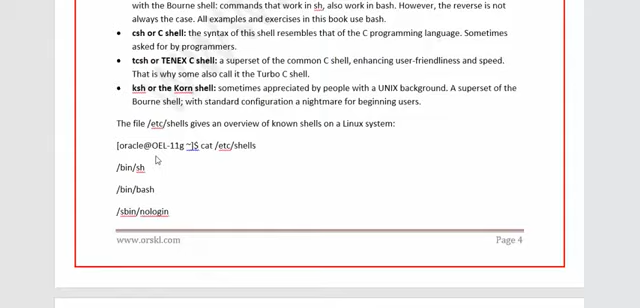 with the Bourne shell: commands that work in sh, also work in bash. However, the reverse is not
always the case. All examples and exercises in this book use bash.
• csh or C shell: the syntax of this shell resembles that of the C programming language. Sometimes
asked for by programmers.
• tcsh or TENEX C shell: a superset of the common C shell, enhancing user-friendliness and speed.
That is why some also call it the Turbo C shell.
• ksh or the Korn shell: sometimes appreciated by people with a UNIX background. A superset of the
Bourne shell; with standard configuration a nightmare for beginning users.
The file /etc/shells gives an overview of known shells on a Linux system:
[oracle@OEL-11g ~]$ cat /etc/shells
/bin/sh
/bin/bash
/sbin/nologin
www.orskl.com Page 4